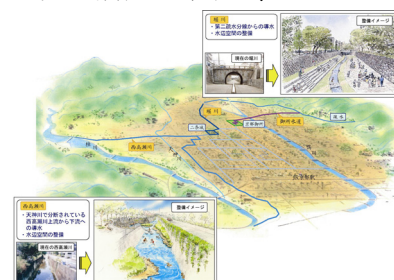 堀川
・第二疏水分線からの導水
・水辺空間の整備
現在の堀川
整備イメージ
堀川
御所水道
疏水
二条城
京都御所
西高瀬川
桂川
天神川
西高瀬川
・天神川で分断されている
西高瀬川上流から下流へ
の導水
・水辺空間の整備
現在の西高瀬川
整備イメージ